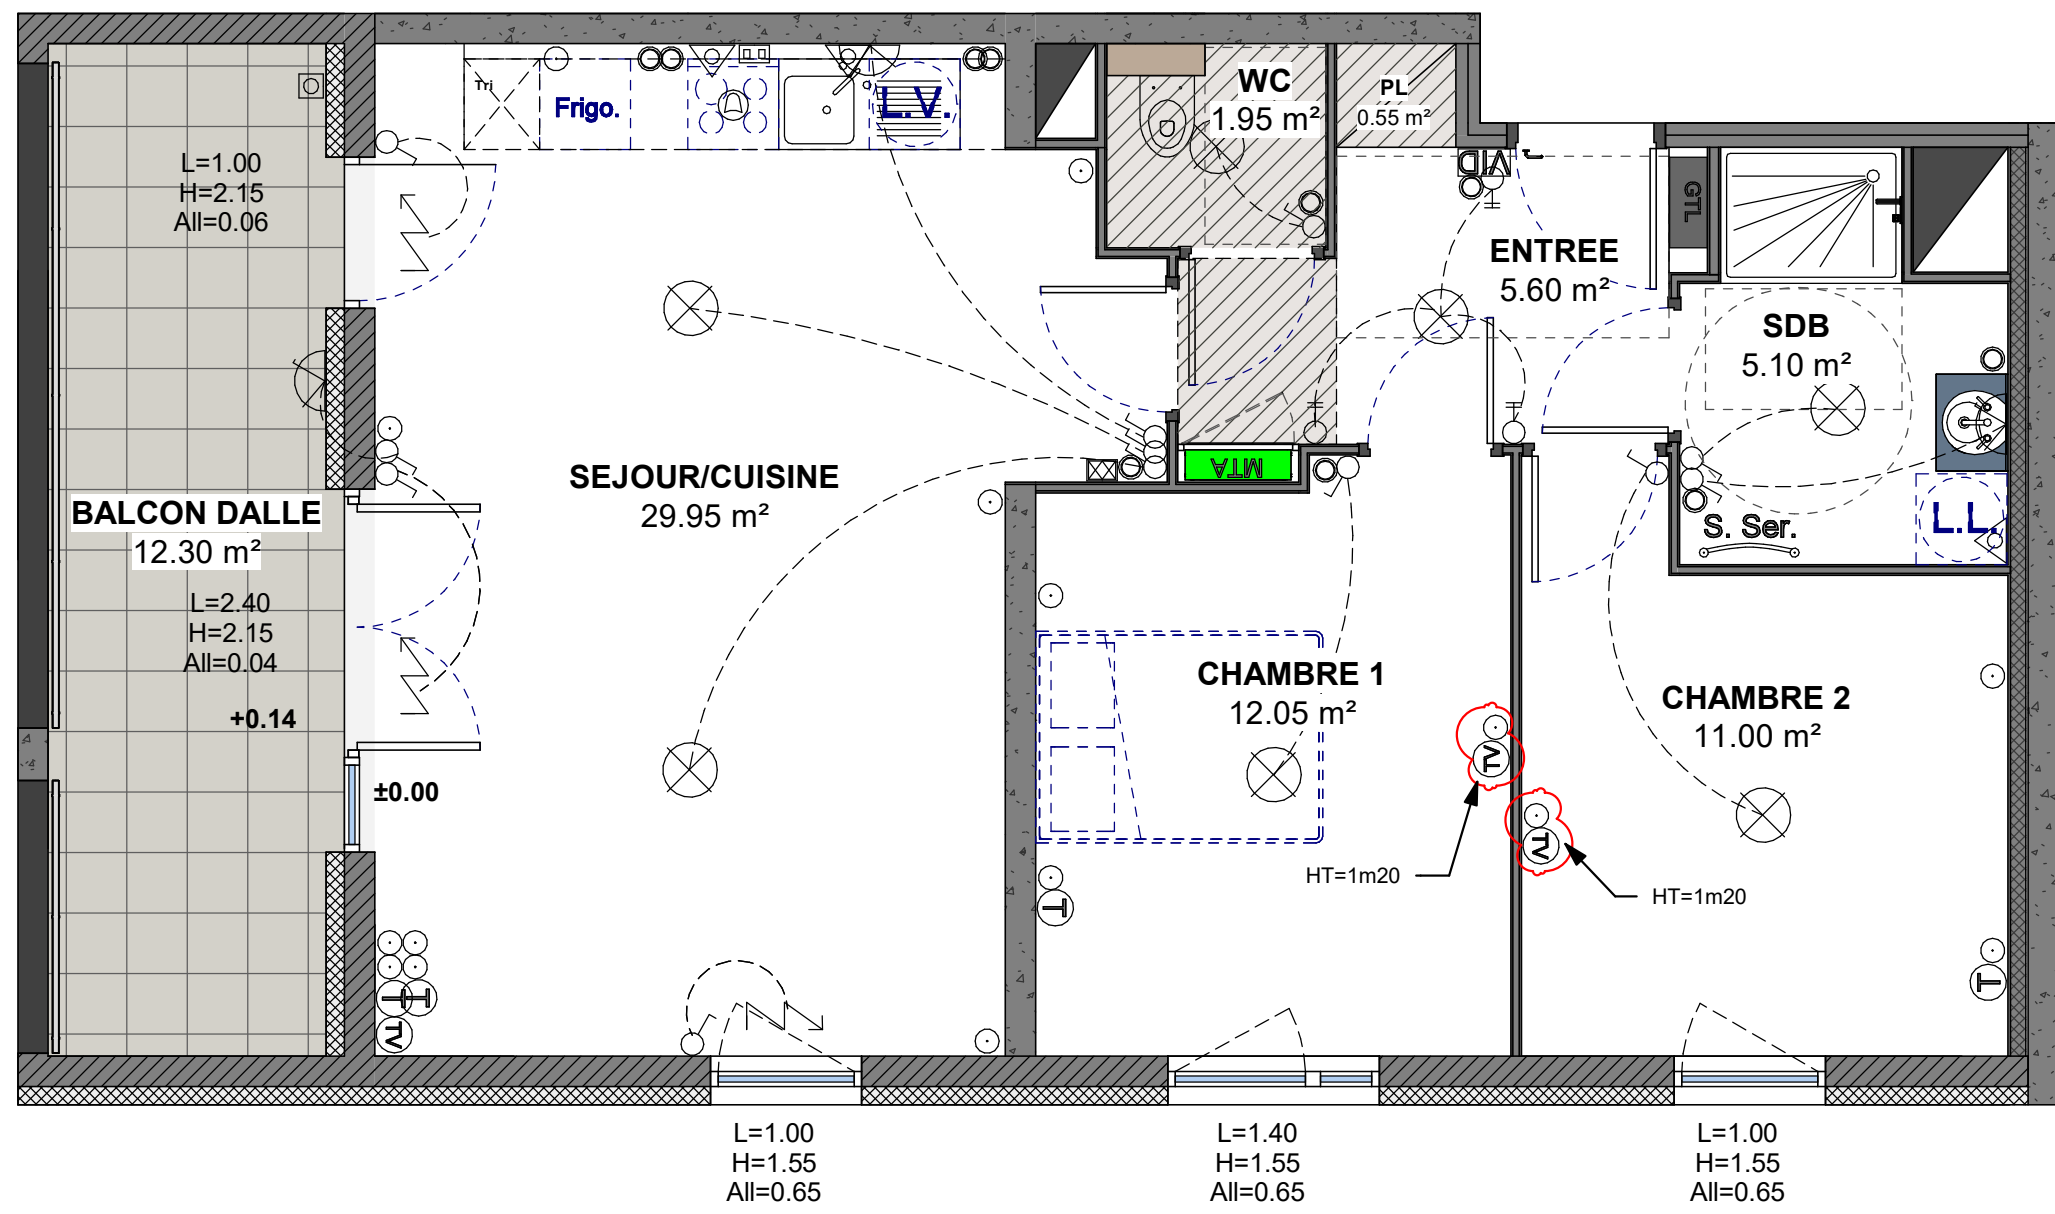 Tri
Frigo.
L.V.
WC
1.95 m²
PL
0.55 m²
VID
GTL
L=1.00
H=2.15
All=0.06
ENTREE
5.60 m²
SDB
5.10 m²
SEJOUR/CUISINE
29.95 m²
MTA
BALCON DALLE
12.30 m²
S. Ser.
L.L.
L=2.40
H=2.15
All=0.04
+0.14
±0.00
CHAMBRE 1
12.05 m²
CHAMBRE 2
11.00 m²
TV
TV
HT=1m20
HT=1m20
T
T
T
T
TV
L=1.00
H=1.55
All=0.65
L=1.40
H=1.55
All=0.65
L=1.00
H=1.55
All=0.65